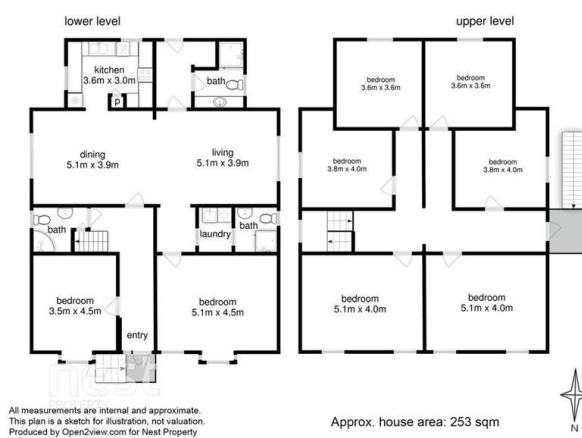 lower level
upper level
kitchen
3.6m x 3.0m
p
bath
dining
5.1m x 3.9m
living
5.1m x 3.9m
bath
laundry
bath
bedroom
3.5m x 4.5m
entry
bedroom
5.1m x 4.5m
bedroom
3.6m x 3.6m
bedroom
3.6m x 3.6m
bedroom
3.8m x 4.0m
bedroom
3.8m x 4.0m
bedroom
5.1m x 4.0m
bedroom
5.1m x 4.0m
nest
PROPERTY
All measurements are internal and approximate.
This plan is a sketch for illustration, not valuation.
Produced by Open2view.com for Nest Property
Approx. house area: 253 sqm
N